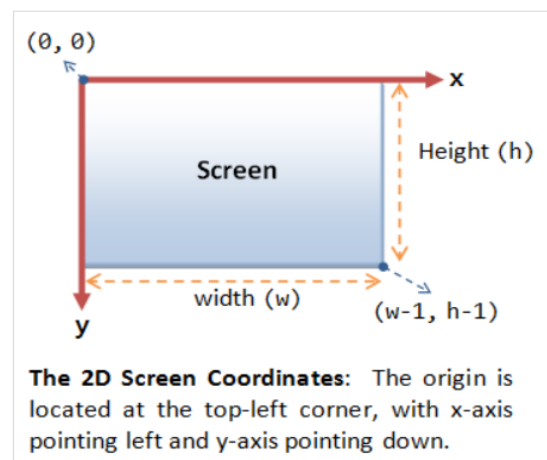 (0, 0)
x
Height (h)
Screen
width (w)
(w-1, h-1)
y
The 2D Screen Coordinates: The origin is
located at the top-left corner, with x-axis
pointing left and y-axis pointing down.